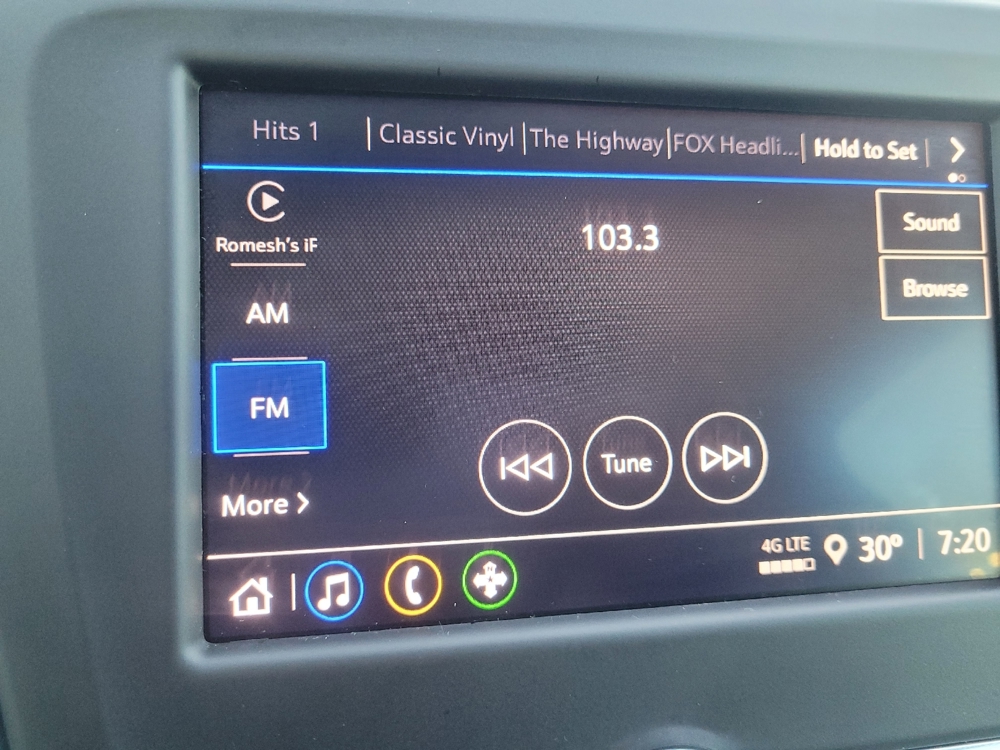 Hits 1 | Classic Vinyl | The Highway | FOX Headli... | Hold to Set |
Romesh's iF
103.3
Sound
Browse
AM
FM
Tune
More
4G LTE
30°
7:20